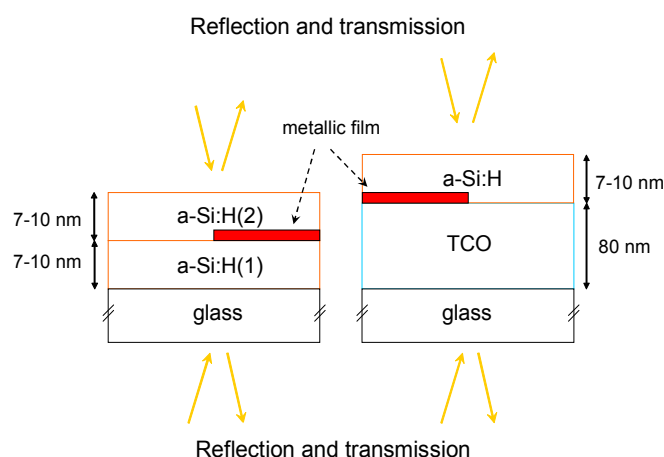 Reflection and transmission
metallic film
a-Si:H
7-10 nm
7-10 nm
a-Si:H(2)
7-10 nm
a-Si:H(1)
TCO
80 nm
glass
glass
Reflection and transmission